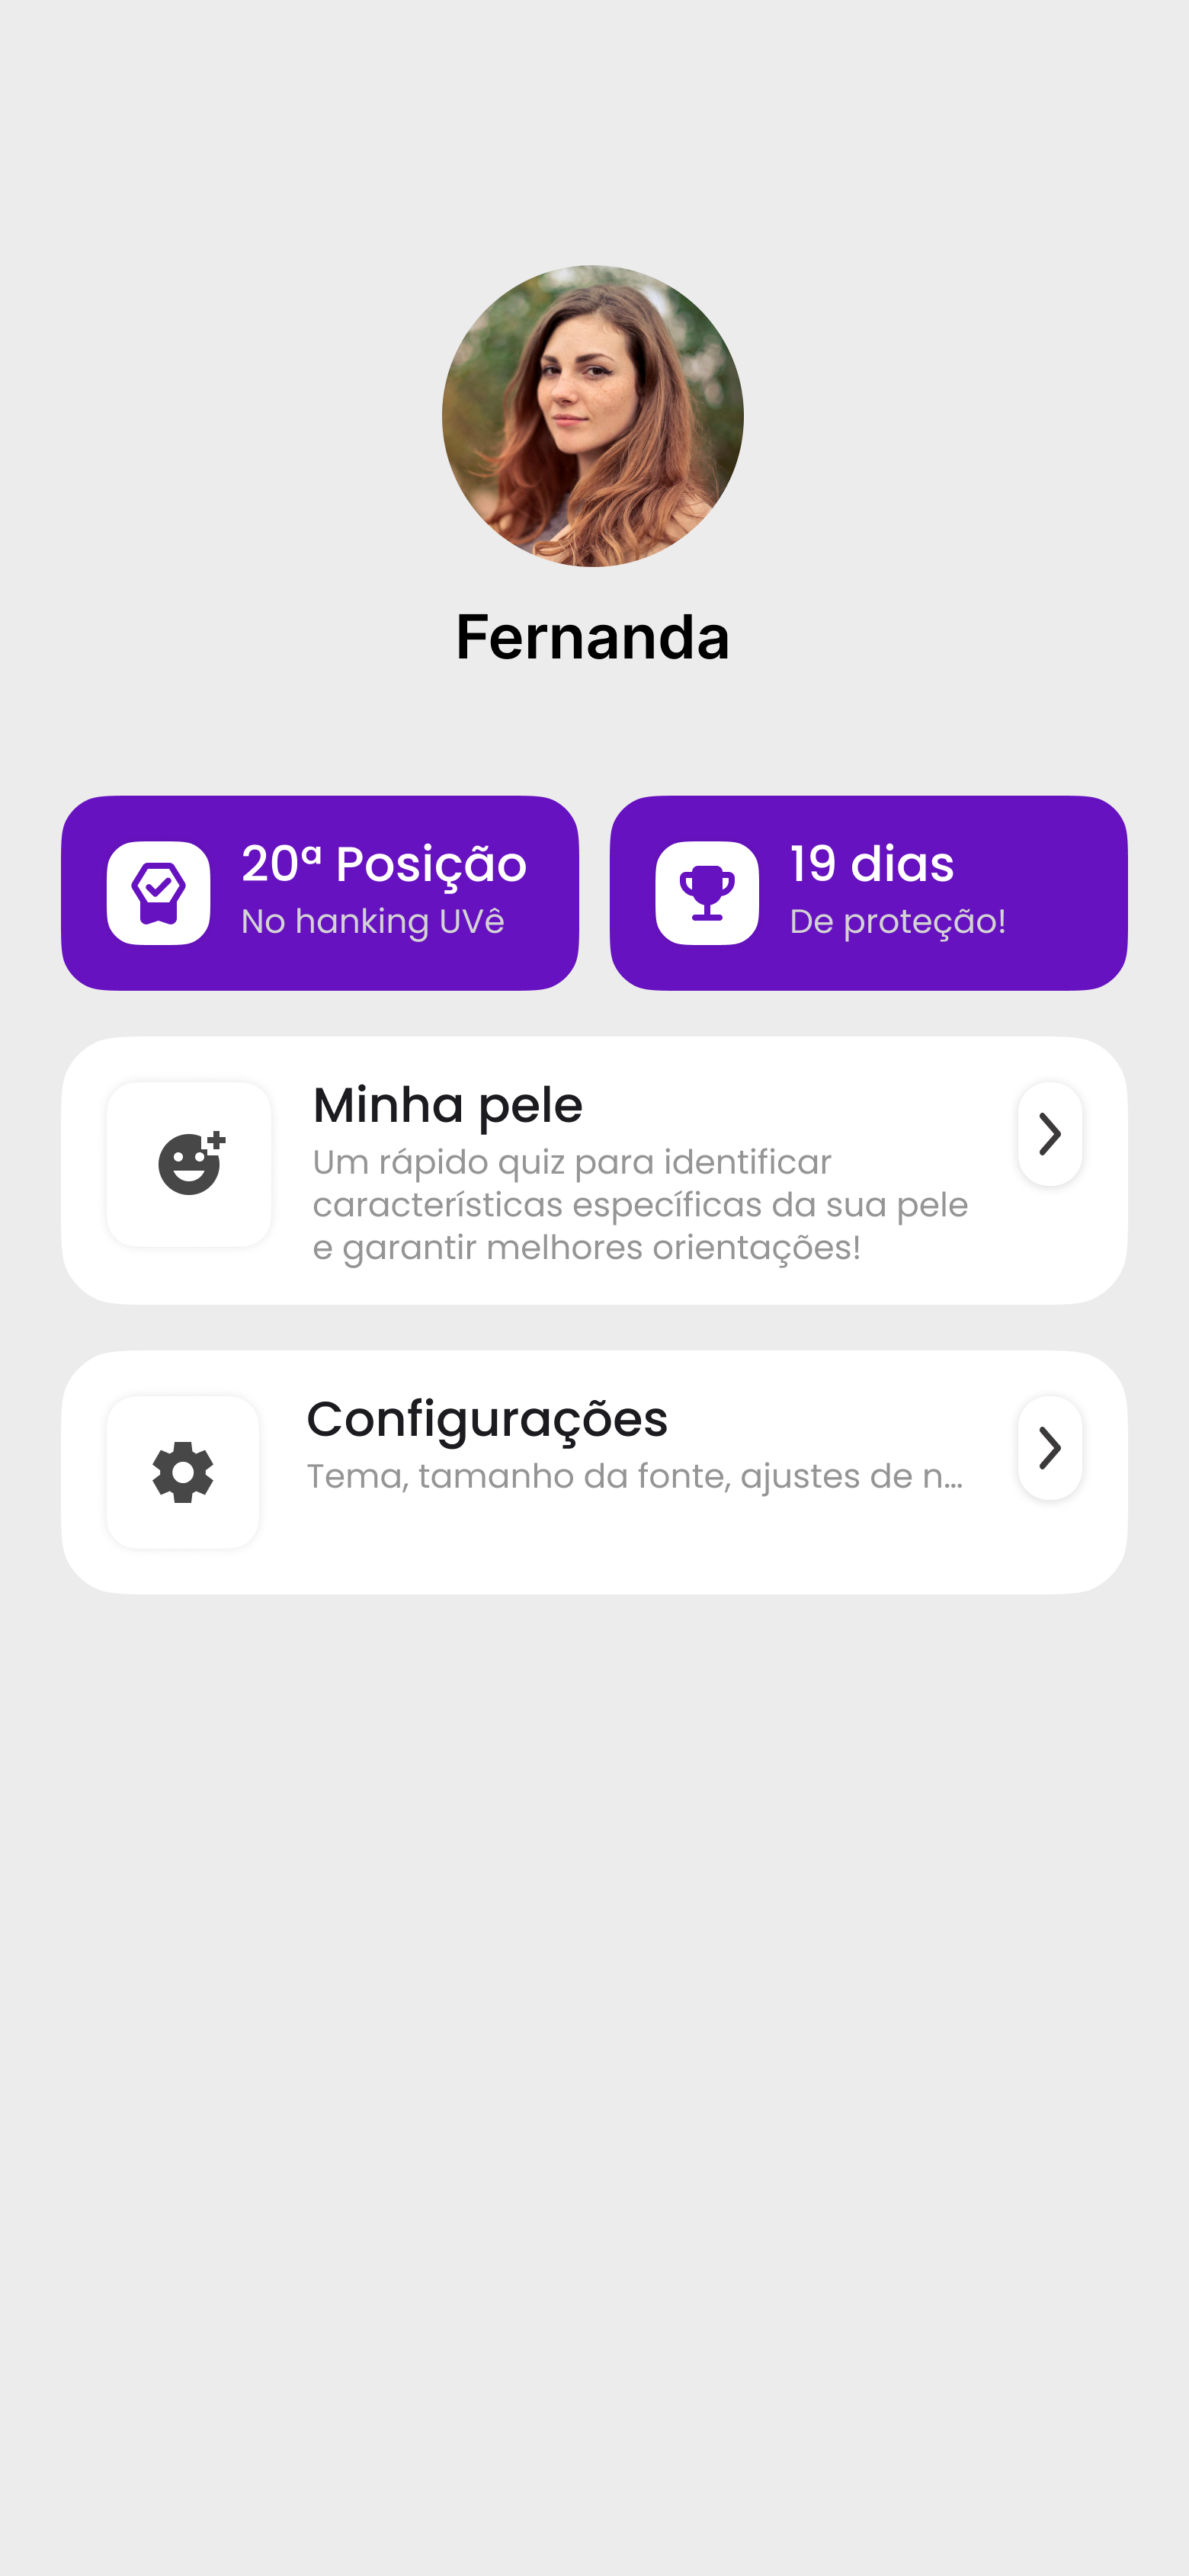 Fernanda
20ª Posição
No hanking UVê
19 dias
De proteção!
Minha pele
Um rápido quiz para identificar
características específicas da sua pele
e garantir melhores orientações!
Configurações
Tema, tamanho da fonte, ajustes de n...